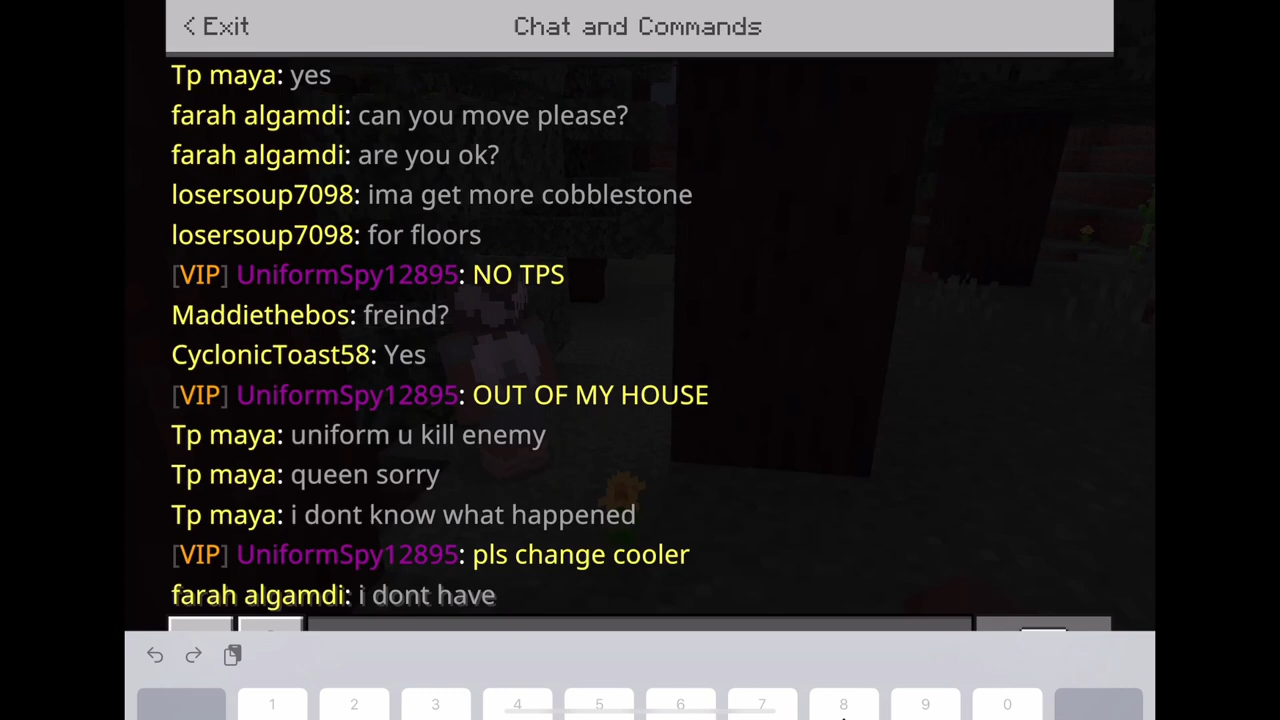 < Exit
Chat and Commands
Tp maya: yes
farah algamdi: can you move please?
farah algamdi: are you ok?
losersoup7098: ima get more cobblestone
losersoup7098: for floors
[VIP] UniformSpy12895: NO TPS
Maddiethebos: freind?
CyclonicToast58: Yes
[VIP] UniformSpy12895: OUT OF MY HOUSE
Tp maya: uniform u kill enemy
Tp maya: queen sorry
Tp maya: i dont know what happened
[VIP] UniformSpy12895: pls change cooler
farah algamdi: i dont have
1 2 3 4 5 6 7 8 9 0